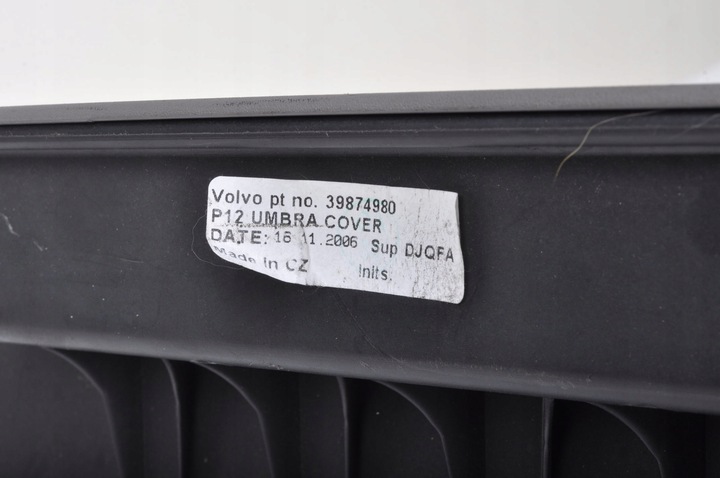 Volvo pt no. 39874980
P12 UMBRA COVER
DATE: 16 11.2006 Sup DJQFA
Made in CZ Inits.